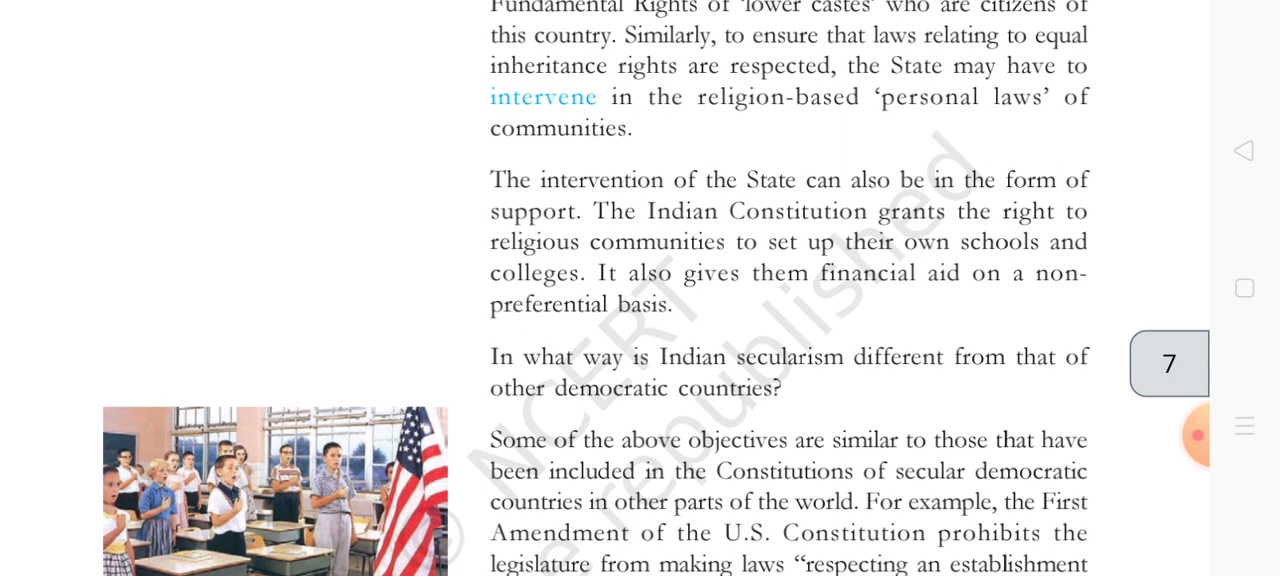 Fundamental Rights of 'lower castes' who are citizens of
this country. Similarly, to ensure that laws relating to equal
inheritance rights are respected, the State may have to
intervene in the religion-based ‘personal laws’ of
communities.
The intervention of the State can also be in the form of
support. The Indian Constitution grants the right to
religious communities to set up their own schools and
colleges. It also gives them financial aid on a non-
preferential basis.
In what way is Indian secularism different from that of
other democratic countries?
7
Some of the above objectives are similar to those that have
been included in the Constitutions of secular democratic
countries in other parts of the world. For example, the First
Amendment of the U.S. Constitution prohibits the
legislature from making laws “respecting an establishment
© NCERT
republished